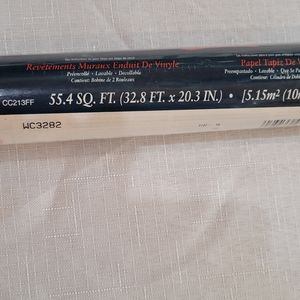 Revêtements Muraux Enduit De Vinyle
Papel Tapiz De
Préencollé • Lavable • Décollable
Preempastado • Lavable • Que Se
Contient: Bobine de 2 Rouleaux
Contiene: Cilindro de
CC213FF
55.4 SQ. FT. (32.8 FT. x 20.3 IN.) • [5.15m² (10
WC3282